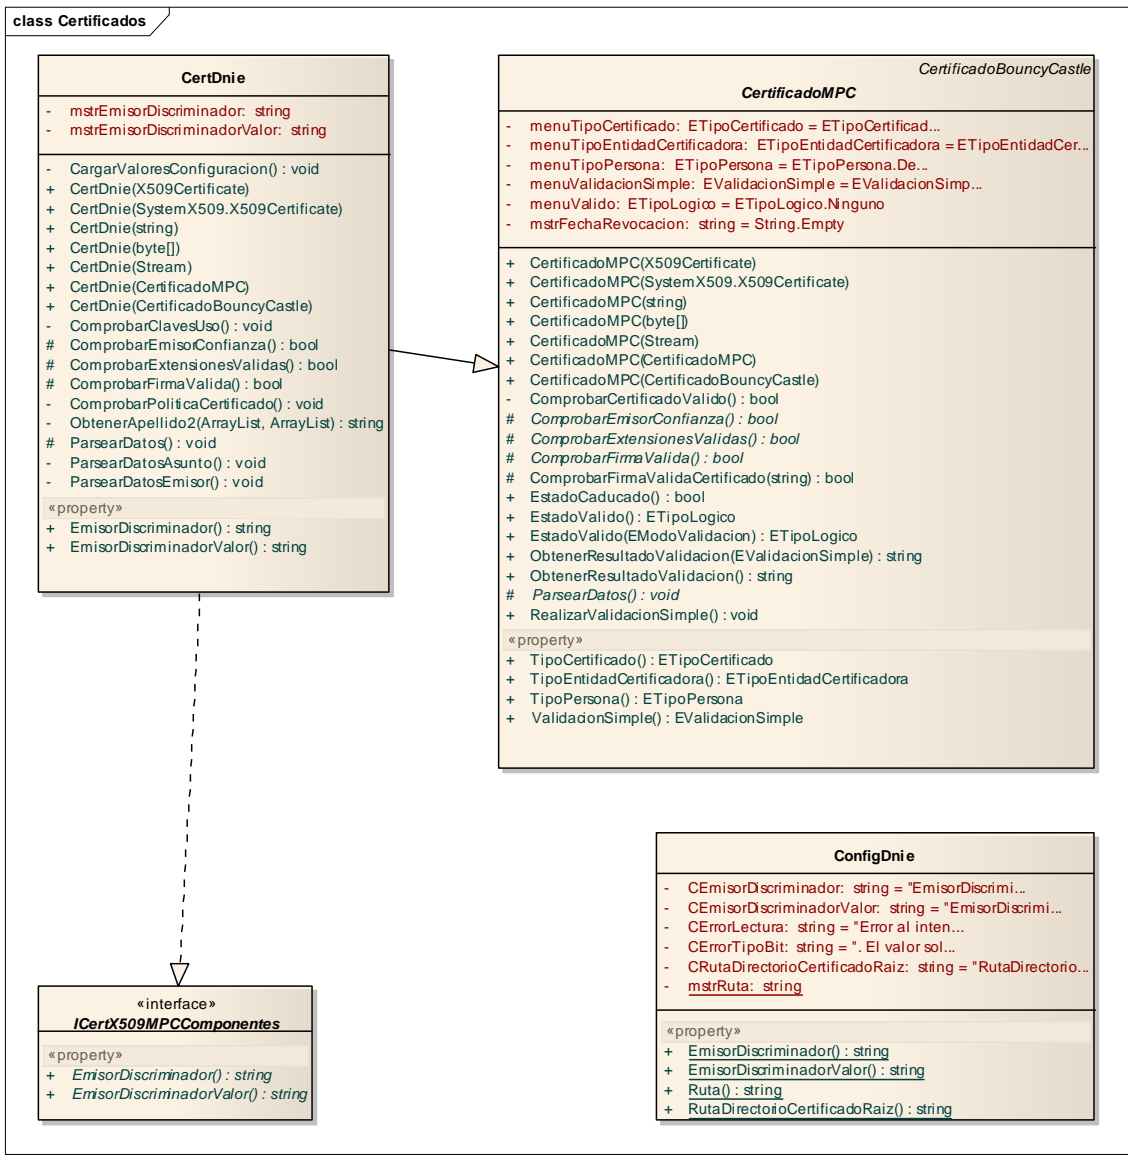 class Certificados
CertDnie
- mstrEmisorDiscriminador: string
- mstrEmisorDiscriminadorValor: string
- CargarValoresConfiguracion() : void
+ CertDnie(X509Certificate)
+ CertDnie(SystemX509.X509Certificate)
+ CertDnie(string)
+ CertDnie(byte[])
+ CertDnie(Stream)
+ CertDnie(CertificadoMPC)
+ CertDnie(CertificadoBouncyCastle)
- ComprobarClavesUso() : void
# ComprobarEmisorConfianza() : bool
# ComprobarExtensionesValidas() : bool
# ComprobarFirmaValida() : bool
- ComprobarPoliticaCertificado() : void
- ObtenerApellido2(ArrayList, ArrayList) : string
# ParsearDatos() : void
- ParsearDatosAsunto() : void
- ParsearDatosEmisor() : void
«property»
+ EmisorDiscriminador() : string
+ EmisorDiscriminadorValor() : string
CertificadoBouncyCastle
CertificadoMPC
- menuTipoCertificado: ETipoCertificado = ETipoCertificad...
- menuTipoEntidadCertificadora: ETipoEntidadCertificadora = ETipoEntidadCer...
- menuTipoPersona: ETipoPersona = ETipoPersona.De...
- menuValidacionSimple: EValidacionSimple = EValidacionSimp...
- menuValido: ETipoLogico = ETipoLogico.Ninguno
- mstrFechaRevocacion: string = String.Empty
+ CertificadoMPC(X509Certificate)
+ CertificadoMPC(SystemX509.X509Certificate)
+ CertificadoMPC(string)
+ CertificadoMPC(byte[])
+ CertificadoMPC(Stream)
+ CertificadoMPC(CertificadoMPC)
+ CertificadoMPC(CertificadoBouncyCastle)
- ComprobarCertificadoValido() : bool
# ComprobarEmisorConfianza() : bool
# ComprobarExtensionesValidas() : bool
# ComprobarFirmaValida() : bool
# ComprobarFirmaValidaCertificado(string) : bool
+ EstadoCaducado() : bool
+ EstadoValido() : ETipoLogico
+ EstadoValido(EModoValidacion) : ETipoLogico
+ ObtenerResultadoValidacion(EValidacionSimple) : string
+ ObtenerResultadoValidacion() : string
# ParsearDatos() : void
+ RealizarValidacionSimple() : void
«property»
+ TipoCertificado() : ETipoCertificado
+ TipoEntidadCertificadora() : ETipoEntidadCertificadora
+ TipoPersona() : ETipoPersona
+ ValidacionSimple() : EValidacionSimple
«interface»
ICertX509MPCComponentes
«property»
+ EmisorDiscriminador() : string
+ EmisorDiscriminadorValor() : string
ConfigDnie
- CEmisorDiscriminador: string = "EmisorDiscrimi...
- CEmisorDiscriminadorValor: string = "EmisorDiscrimi...
- CErrorLectura: string = "Error al inten...
- CErrorTipoBit: string = ". El valor sol...
- CRutaDirectorioCertificadoRaiz: string = "RutaDirectorio...
- mstrRuta: string
«property»
+ EmisorDiscriminador() : string
+ EmisorDiscriminadorValor() : string
+ Ruta() : string
+ RutaDirectorioCertificadoRaiz() : string